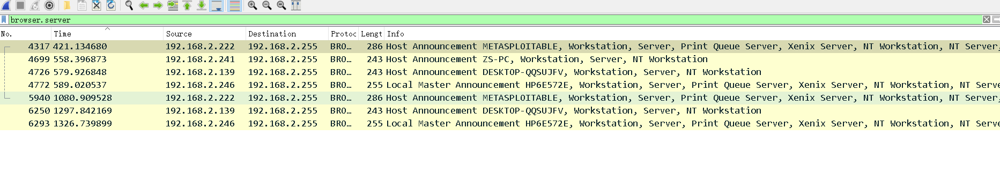 browser.server
No. Time Source Destination Protoc Lengt Info
4317 421.134680 192.168.2.222 192.168.2.255 BRO… 286 Host Announcement METASPLOITABLE, Workstation, Server, Print Queue Server, Xenix Server, NT Workstation, NT Server,
4699 558.396873 192.168.2.241 192.168.2.255 BRO… 243 Host Announcement ZS-PC, Workstation, Server, NT Workstation
4726 579.926848 192.168.2.139 192.168.2.255 BRO… 243 Host Announcement DESKTOP-QQSUJFV, Workstation, Server, NT Workstation
4772 589.020537 192.168.2.246 192.168.2.255 BRO… 255 Local Master Announcement HP6E572E, Workstation, Server, Print Queue Server, Xenix Server, NT Workstation, NT Serve
5940 1080.909528 192.168.2.222 192.168.2.255 BRO… 286 Host Announcement METASPLOITABLE, Workstation, Server, Print Queue Server, Xenix Server, NT Workstation, NT Server,
6250 1297.842169 192.168.2.139 192.168.2.255 BRO… 243 Host Announcement DESKTOP-QQSUJFV, Workstation, Server, NT Workstation
6293 1326.739899 192.168.2.246 192.168.2.255 BRO… 255 Local Master Announcement HP6E572E, Workstation, Server, Print Queue Server, Xenix Server, NT Workstation, NT Serve